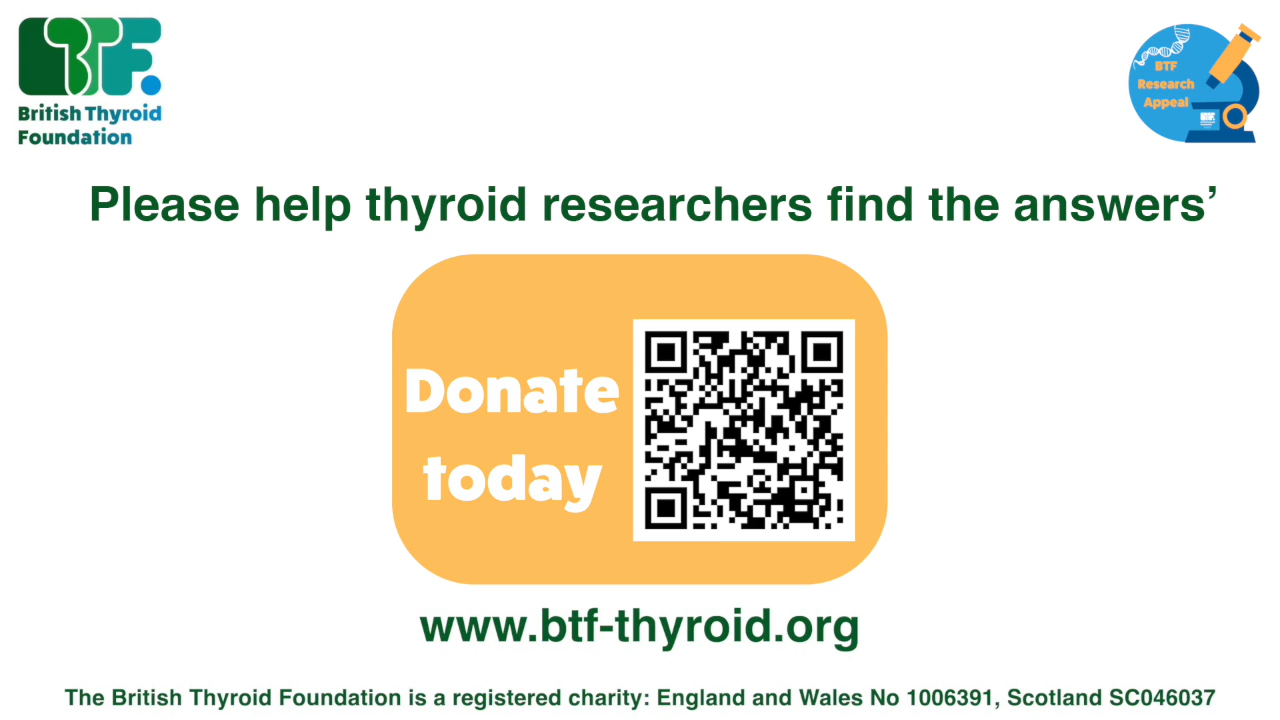 BTF.
British Thyroid
Foundation
BTF
Research
Appeal
Please help thyroid researchers find the answers’
Donate
today
www.btf-thyroid.org
The British Thyroid Foundation is a registered charity: England and Wales No 1006391, Scotland SC046037